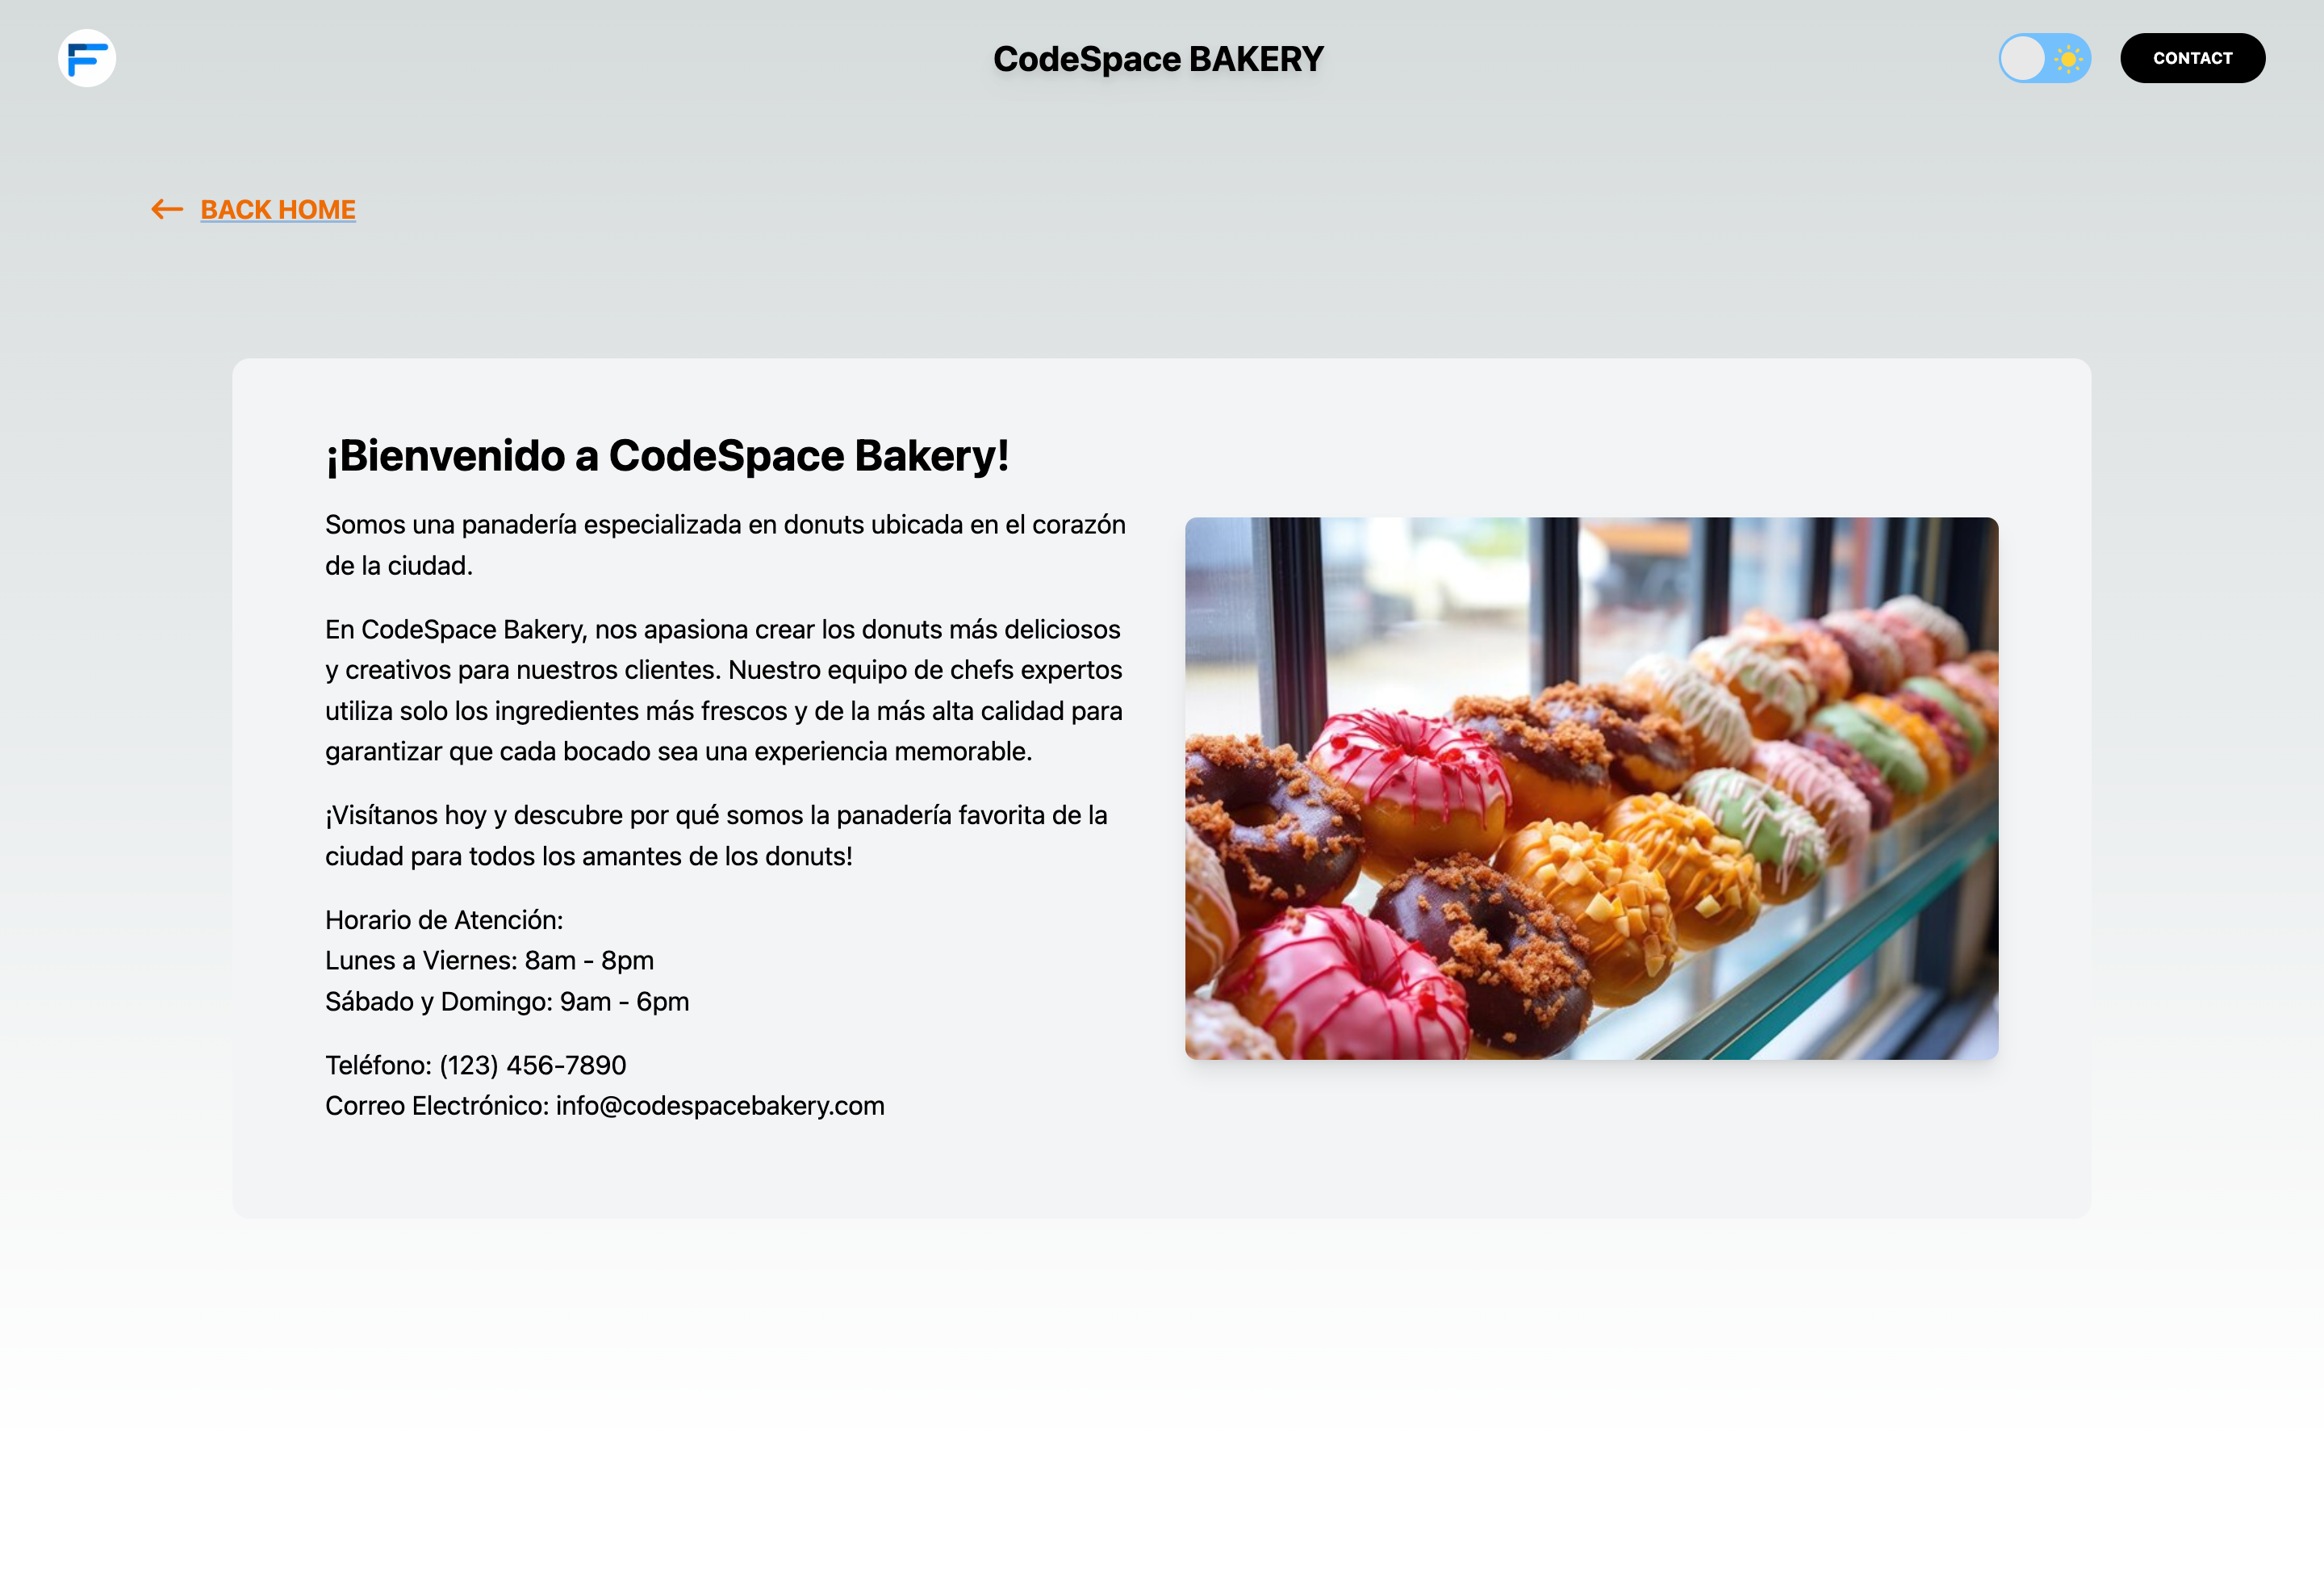 CodeSpace BAKERY
CONTACT
BACK HOME
¡Bienvenido a CodeSpace Bakery!
Somos una panadería especializada en donuts ubicada en el corazón
de la ciudad.
En CodeSpace Bakery, nos apasiona crear los donuts más deliciosos
y creativos para nuestros clientes. Nuestro equipo de chefs expertos
utiliza solo los ingredientes más frescos y de la más alta calidad para
garantizar que cada bocado sea una experiencia memorable.
¡Visítanos hoy y descubre por qué somos la panadería favorita de la
ciudad para todos los amantes de los donuts!
Horario de Atención:
Lunes a Viernes: 8am - 8pm
Sábado y Domingo: 9am - 6pm
Teléfono: (123) 456-7890
Correo Electrónico: info@codespacebakery.com